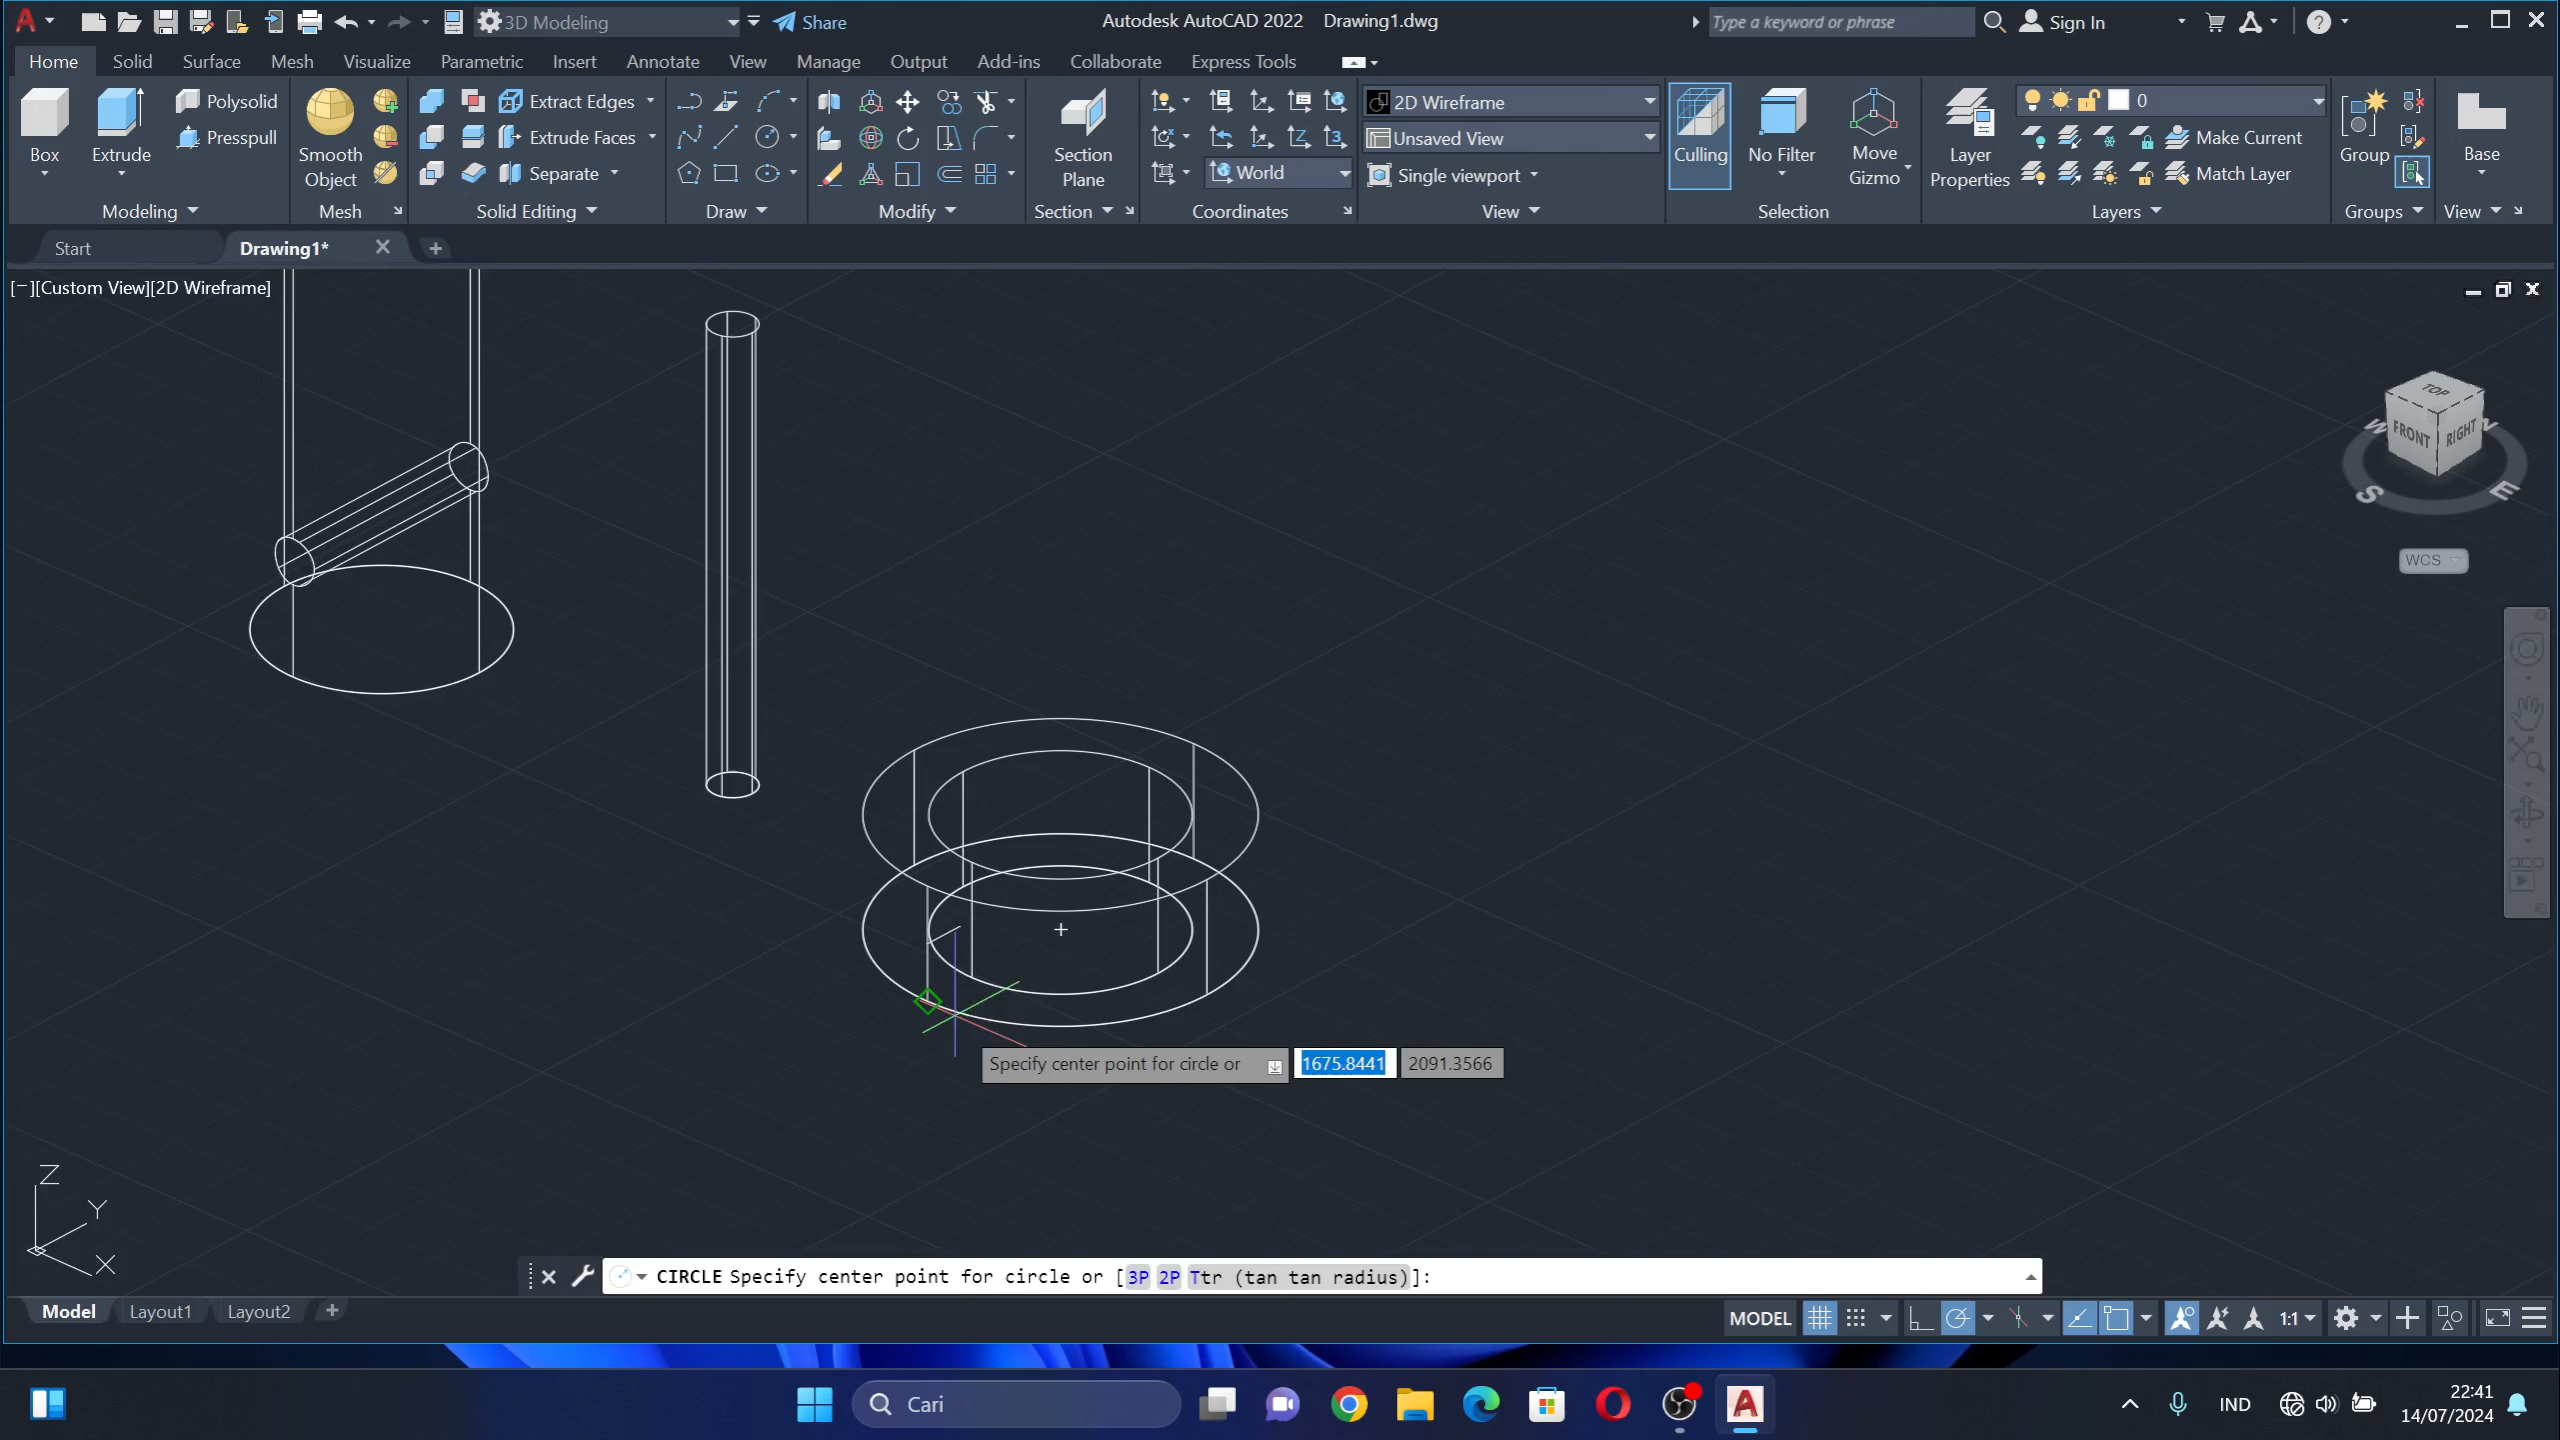 3D Modeling
Share
Autodesk AutoCAD 2022 Drawing1.dwg
Type a keyword or phrase
Sign In
Home Solid Surface Mesh Visualize Parametric Insert Annotate View Manage Output Add-ins Collaborate Express Tools
Box
Extrude
Polysolid
Presspull
Modeling
Smooth
Object
Mesh
Extract Edges
Extrude Faces
Separate
Solid Editing
Draw
Modify
Section
Plane
Section
World
Coordinates
2D Wireframe
Unsaved View
Single viewport
View
Culling
No Filter
Move
Gizmo
Selection
Layer
Properties
0
Make Current
Match Layer
Layers
Group
Groups
Base
View
Start
Drawing1*
[−][Custom View][2D Wireframe]
TOP
FRONT
RIGHT
W
N
S
E
WCS
Specify center point for circle or 1675.8441 2091.3566
Z
Y
X
CIRCLE Specify center point for circle or [3P 2P Ttr (tan tan radius)]:
Model Layout1 Layout2
MODEL
1:1
Cari
IND
22:41
14/07/2024